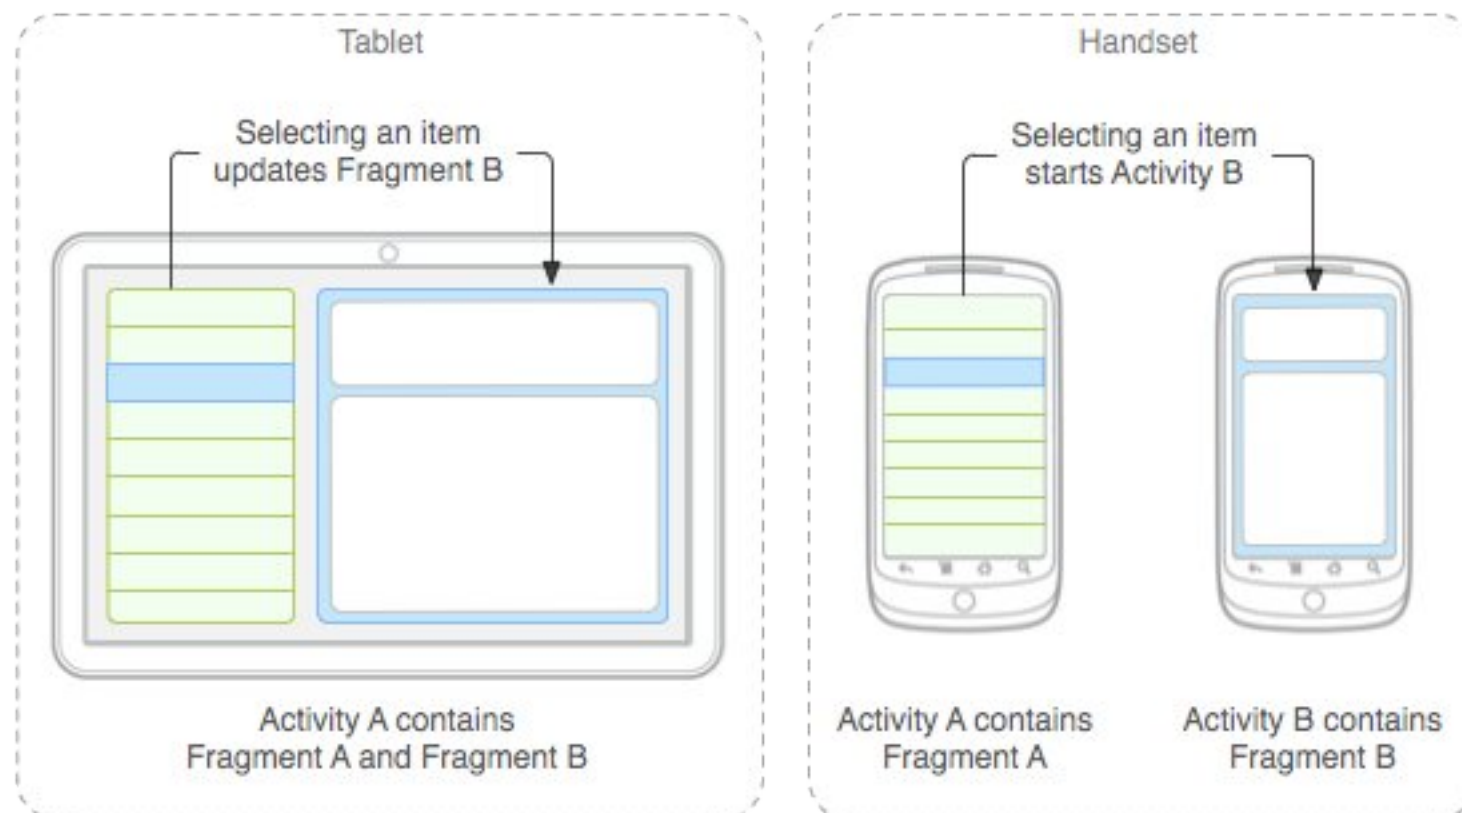 Tablet
Selecting an item
updates Fragment B
Activity A contains
Fragment A and Fragment B
Handset
Selecting an item
starts Activity B
Activity A contains
Fragment A
Activity B contains
Fragment B